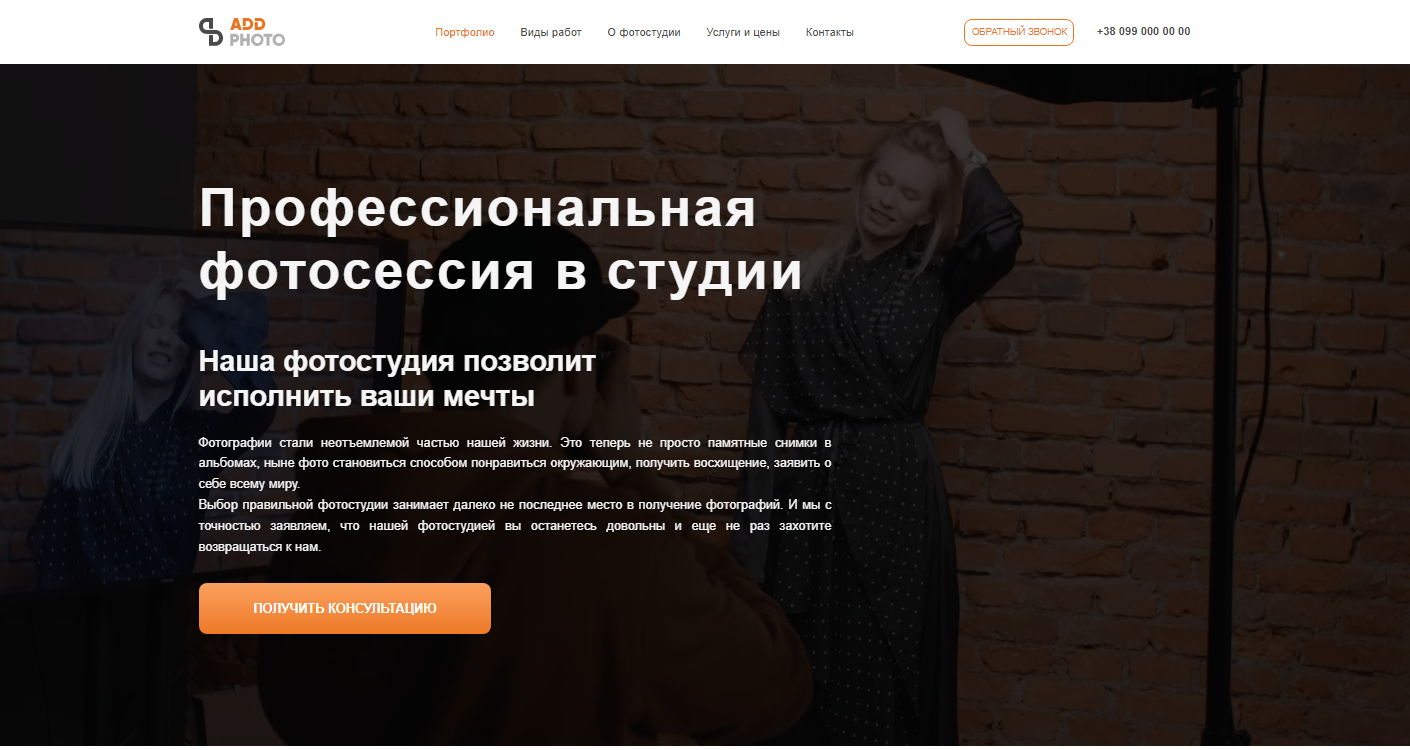 ADD
PHOTO
Портфолио
Виды работ
О фотостудии
Услуги и цены
Контакты
ОБРАТНЫЙ ЗВОНОК
+38 099 000 00 00
Профессиональная
фотосессия в студии
Наша фотостудия позволит
исполнить ваши мечты
Фотографии стали неотъемлемой частью нашей жизни. Это теперь не просто памятные снимки в
альбомах, ныне фото становиться способом понравиться окружающим, получить восхищение, заявить о
себе всему миру.
Выбор правильной фотостудии занимает далеко не последнее место в получение фотографий. И мы с
точностью заявляем, что нашей фотостудией вы останетесь довольны и еще не раз захотите
возвращаться к нам.
ПОЛУЧИТЬ КОНСУЛЬТАЦИЮ